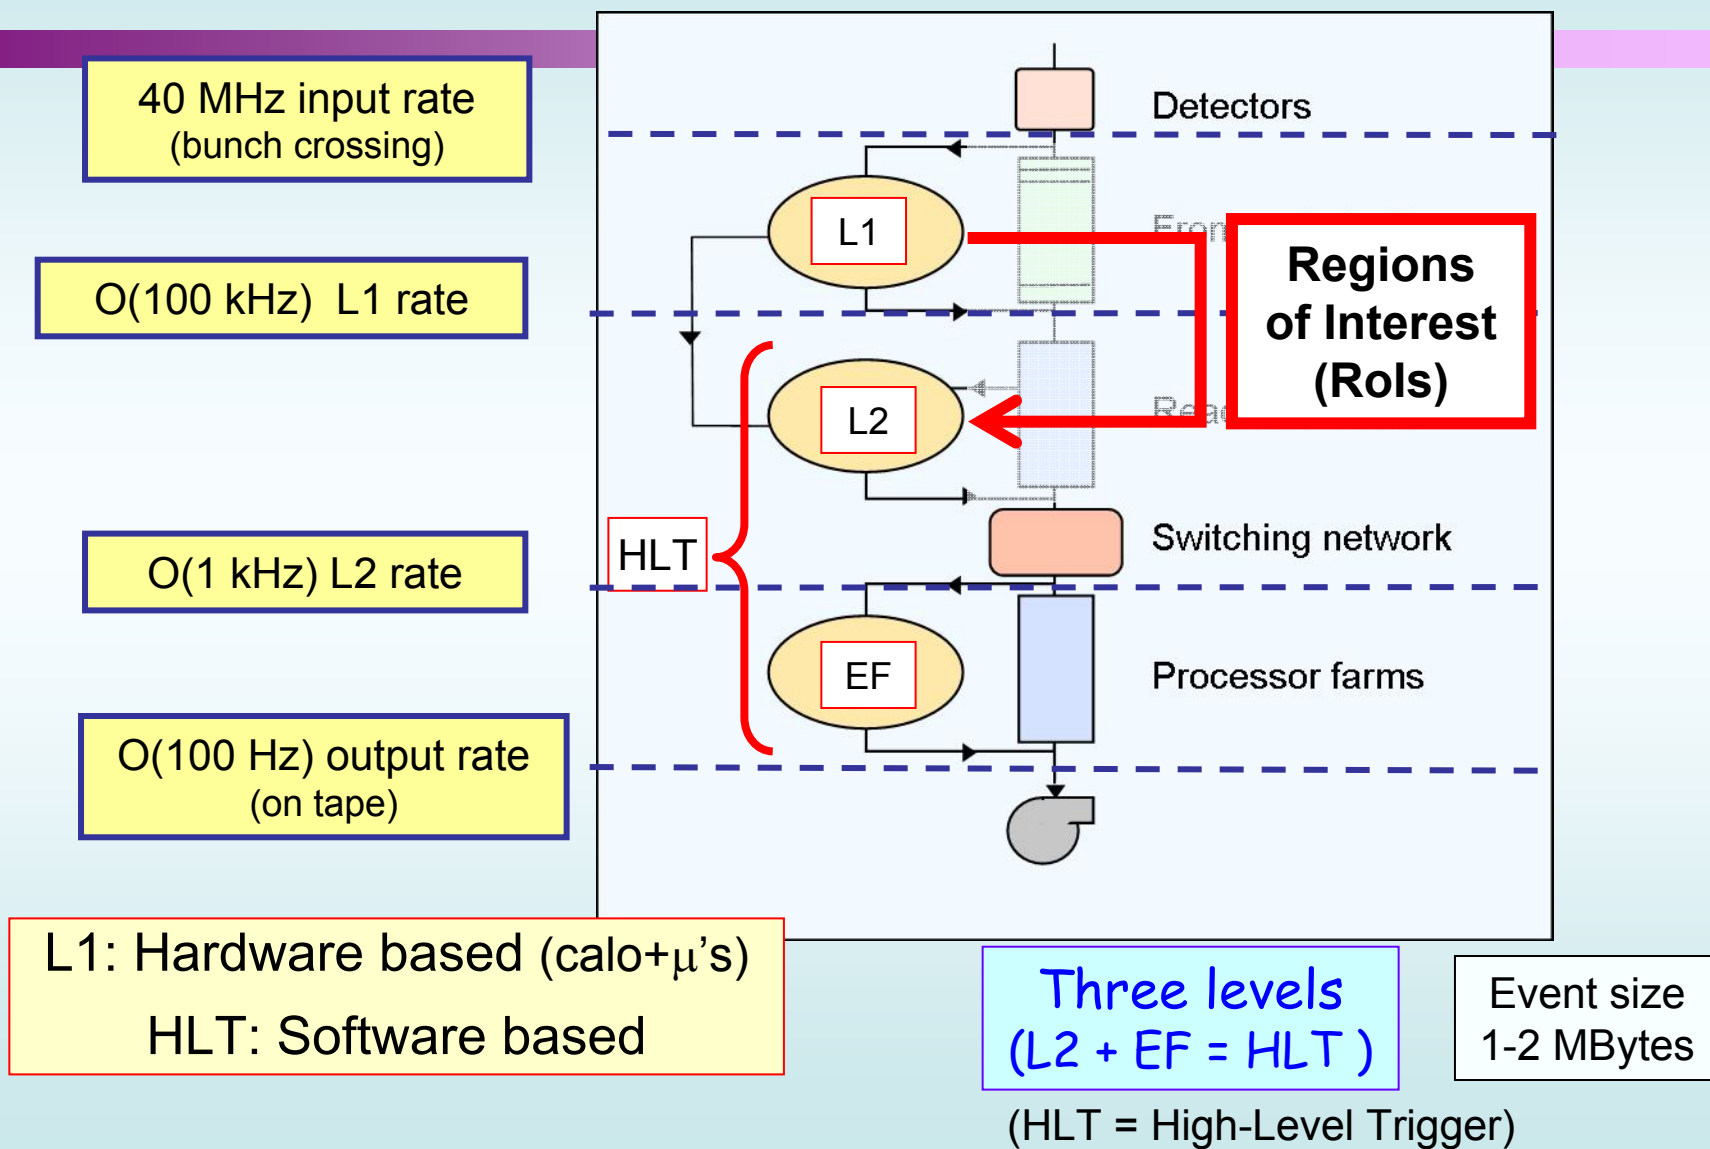 40 MHz input rate
(bunch crossing)
Detectors
L1
Regions
of Interest
(RoIs)
O(100 kHz)  L1 rate
L2
HLT
Switching network
O(1 kHz) L2 rate
EF
Processor farms
O(100 Hz) output rate
(on tape)
L1: Hardware based (calo+μ’s)
HLT: Software based
Three levels
(L2 + EF = HLT )
(HLT = High-Level Trigger)
Event size
1-2 MBytes